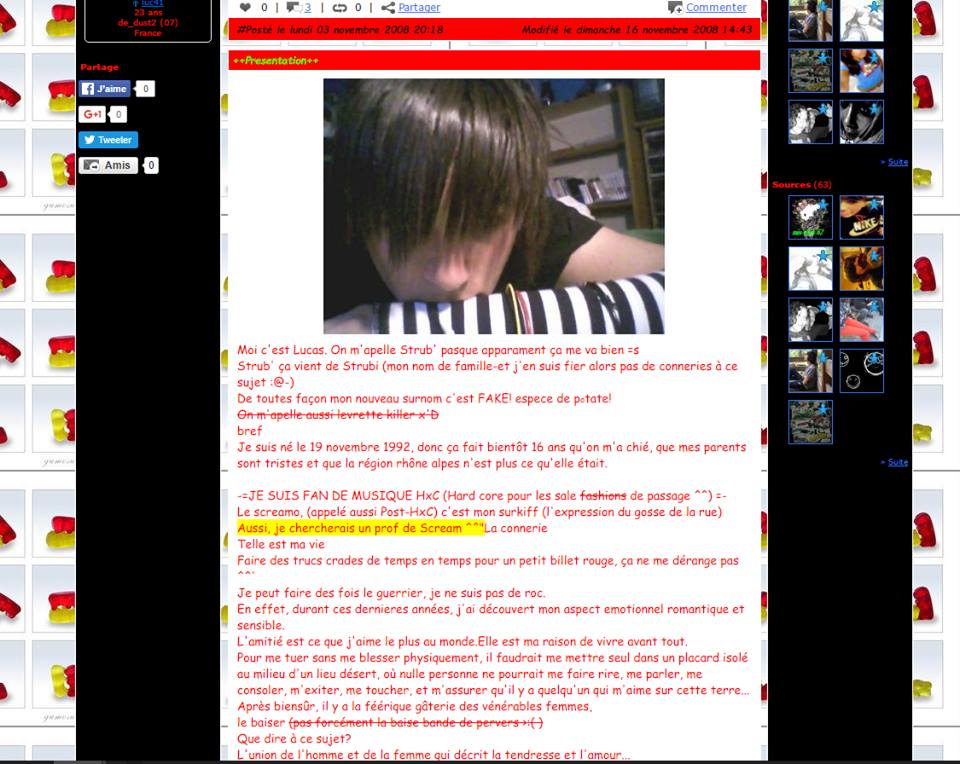 luc41
23 ans
de_dust2 (07)
France
Partage
J'aime 0
G+1 0
Tweeter
Amis 0
0 | 3 | 0 | Partager Commenter
#Posté le lundi 03 novembre 2008 20:18 Modifié le dimanche 16 novembre 2008 14:43
++Presentation++
Moi c'est Lucas. On m'apelle Strub' pasque apparament ça me va bien =s
Strub' ça vient de Strubi (mon nom de famille-et j'en suis fier alors pas de conneries à ce
sujet :@-)
De toutes façon mon nouveau surnom c'est FAKE! espece de potate!
On m'apelle aussi levrette killer x'D
bref
Je suis né le 19 novembre 1992, donc ça fait bientôt 16 ans qu'on m'a chié, que mes parents
sont tristes et que la région rhône alpes n'est plus ce qu'elle était.
-=JE SUIS FAN DE MUSIQUE HxC (Hard core pour les sale fashions de passage ^^) =-
Le screamo, (appelé aussi Post-HxC) c'est mon surkiff (l'expression du gosse de la rue)
Aussi, je chercherais un prof de Scream ^^"La connerie
Telle est ma vie
Faire des trucs crades de temps en temps pour un petit billet rouge, ça ne me dérange pas
^^'
Je peut faire des fois le guerrier, je ne suis pas de roc.
En effet, durant ces dernieres années, j'ai découvert mon aspect emotionnel romantique et
sensible.
L'amitié est ce que j'aime le plus au monde.Elle est ma raison de vivre avant tout.
Pour me tuer sans me blesser physiquement, il faudrait me mettre seul dans un placard isolé
au milieu d'un lieu désert, où nulle personne ne pourrait me faire rire, me parler, me
consoler, m'exiter, me toucher, et m'assurer qu'il y a quelqu'un qui m'aime sur cette terre...
Après biensûr, il y a la féérique gâterie des vénérables femmes,
le baiser (pas forcément la baise bande de pervers >:( )
Que dire à ce sujet?
L'union de l'homme et de la femme qui décrit la tendresse et l'amour...
> Suite
Sources (63)
NIKE
> Suite